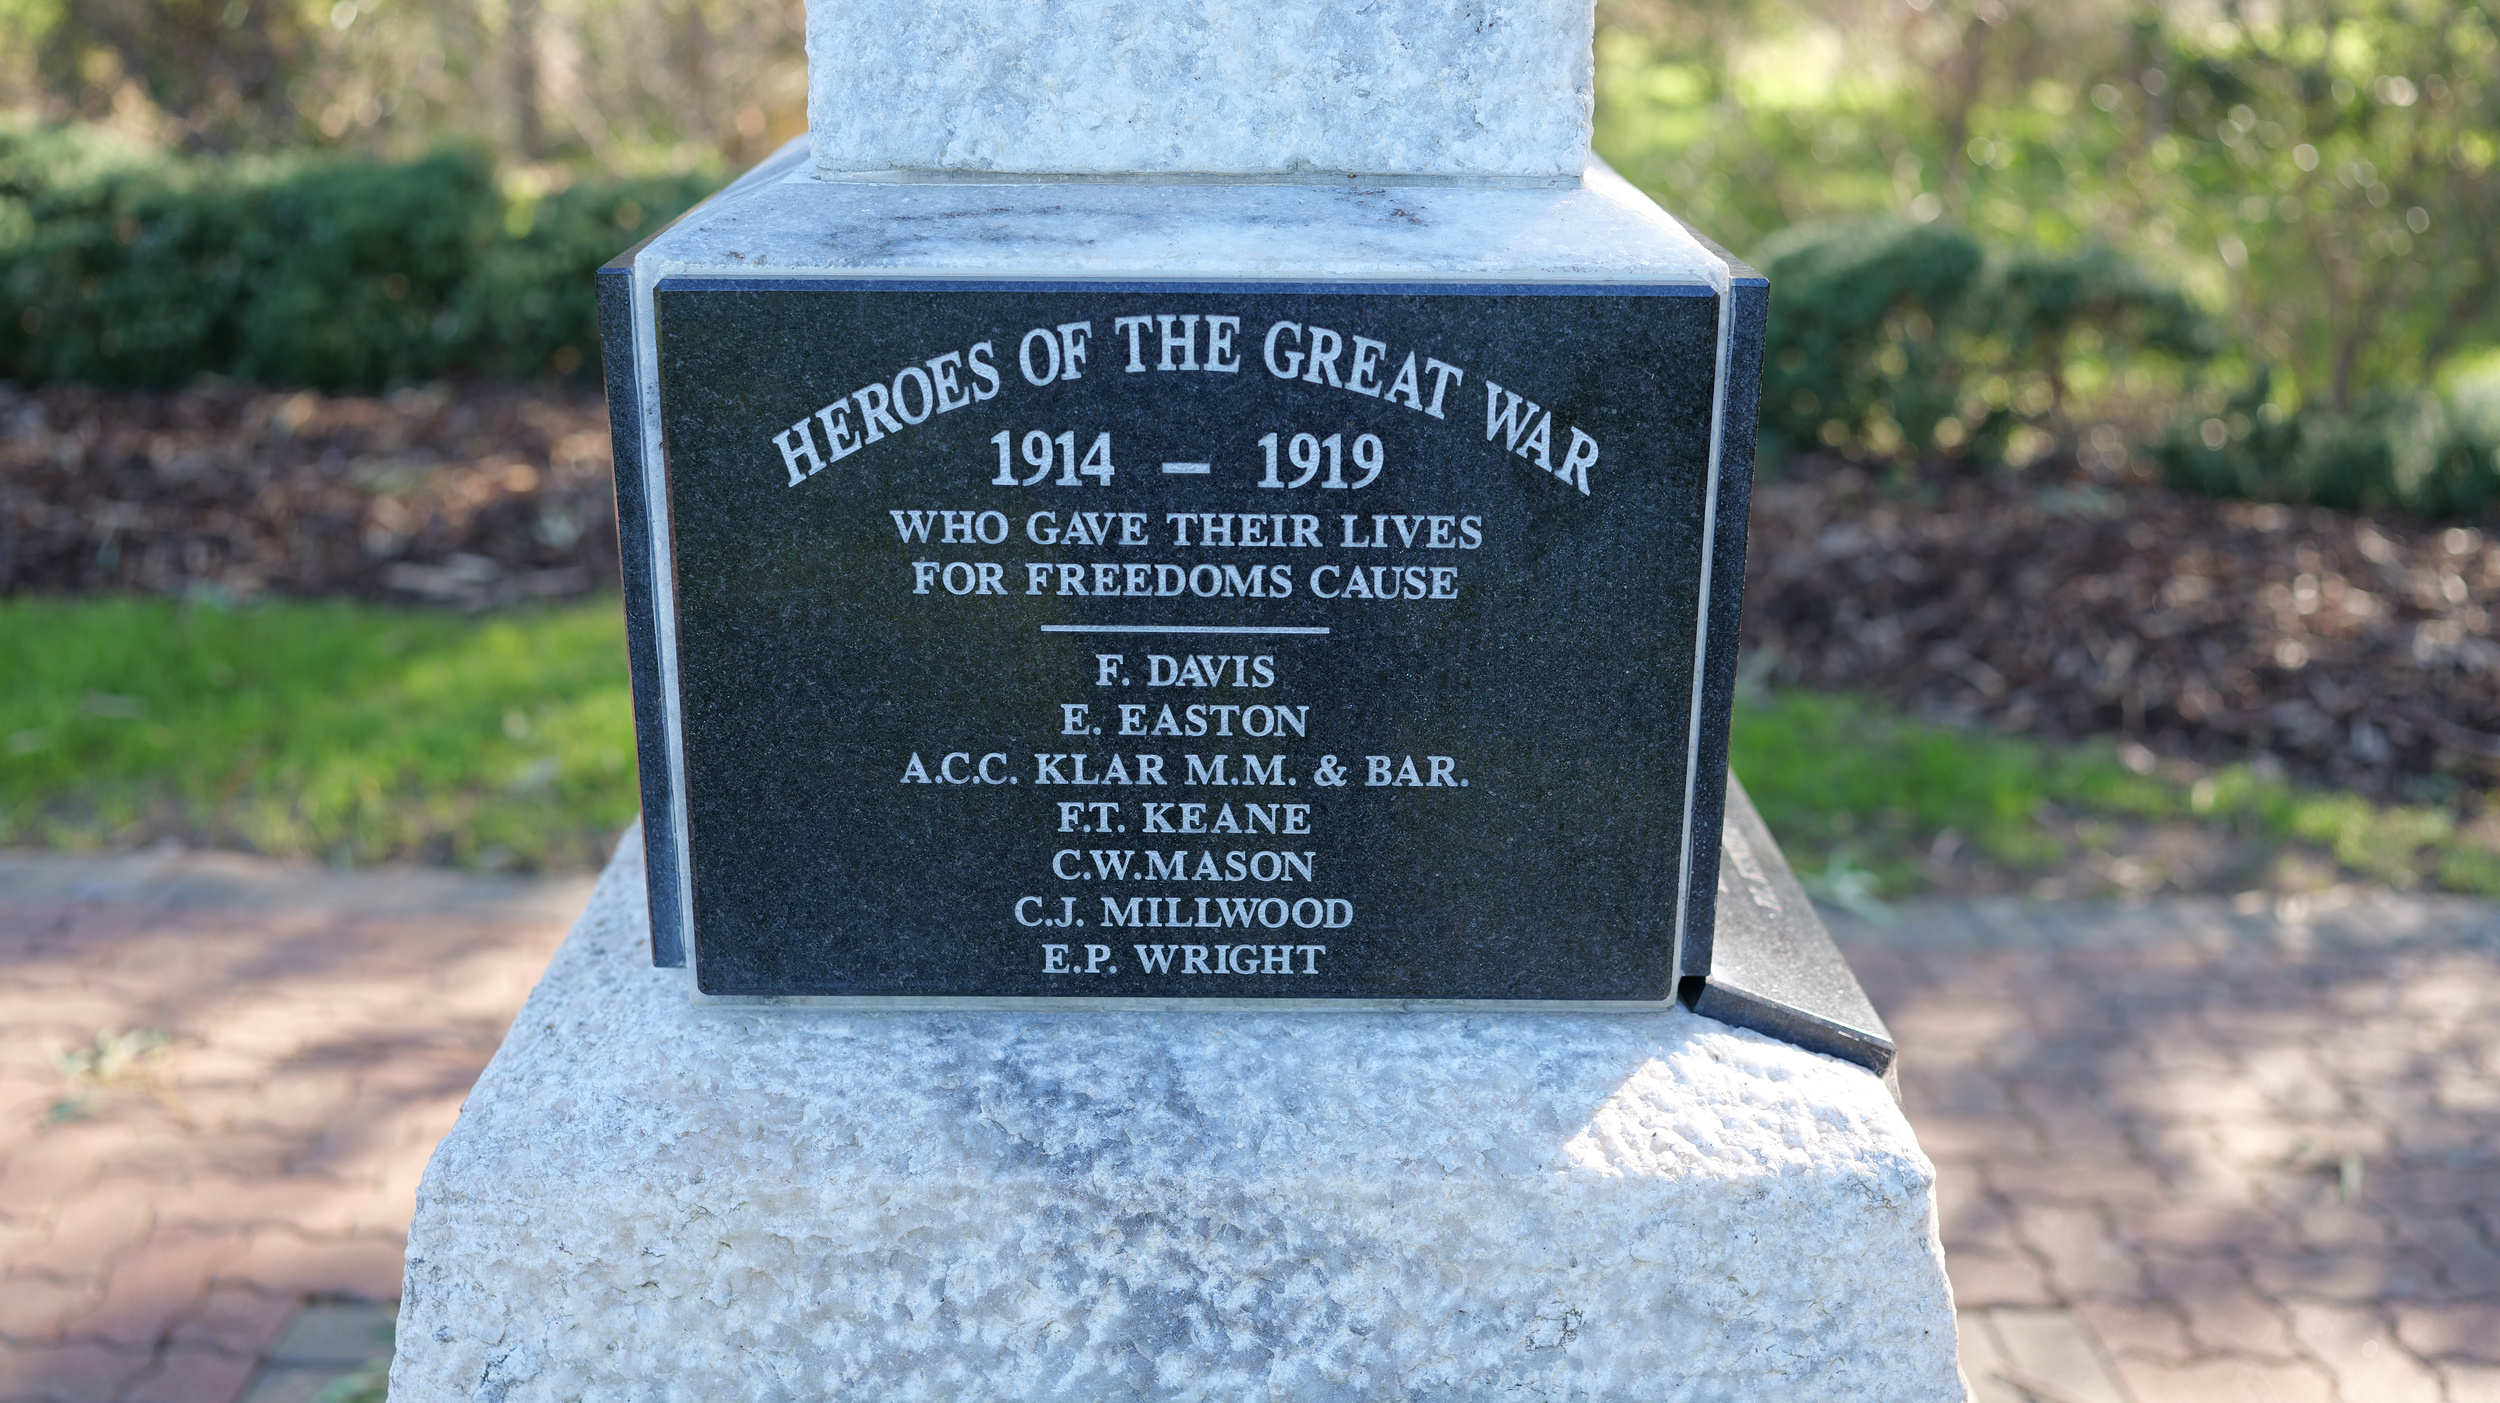 HEROES OF THE GREAT WAR
1914 – 1919
WHO GAVE THEIR LIVES
FOR FREEDOMS CAUSE
F. DAVIS
E. EASTON
A.C.C. KLAR M.M. & BAR.
F.T. KEANE
C.W.MASON
C.J. MILLWOOD
E.P. WRIGHT